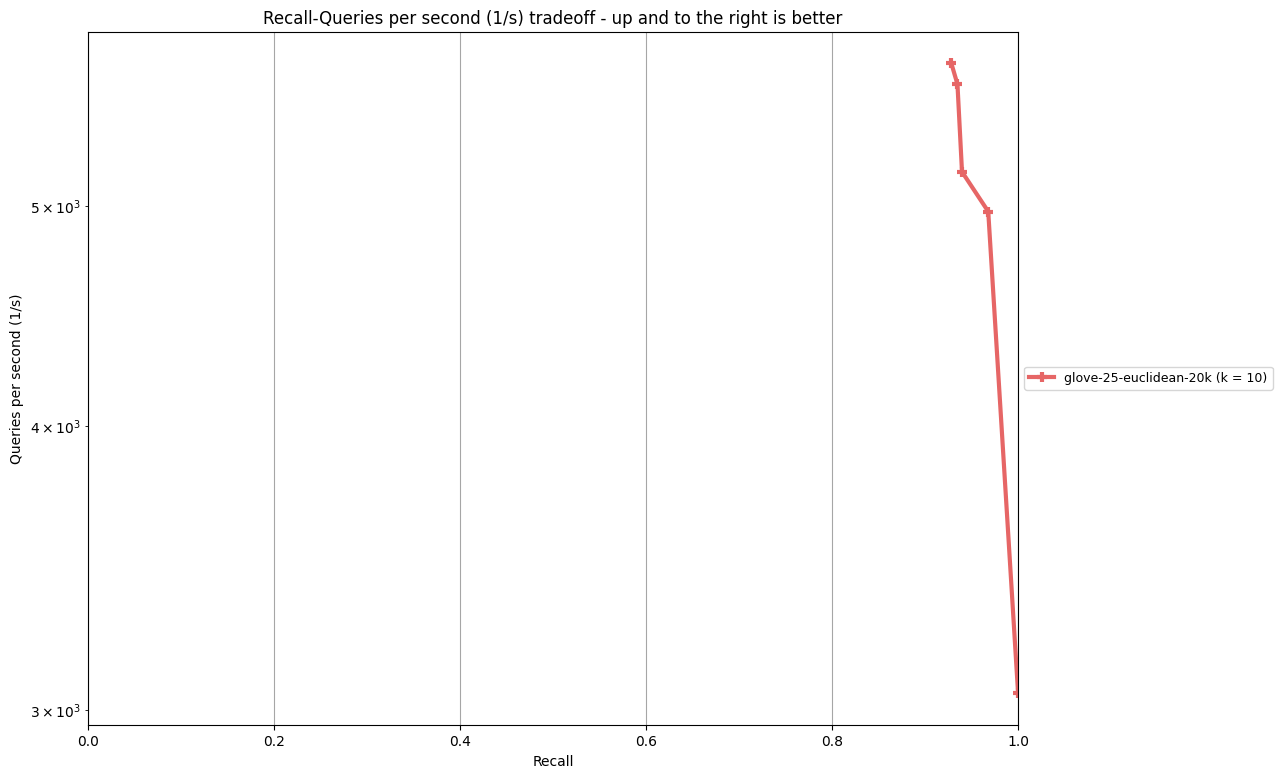 Recall-Queries per second (1/s) tradeoff - up and to the right is better
Queries per second (1/s)
5 × 10³
4 × 10³
3 × 10³
0.0 0.2 0.4 0.6 0.8 1.0
Recall
glove-25-euclidean-20k (k = 10)